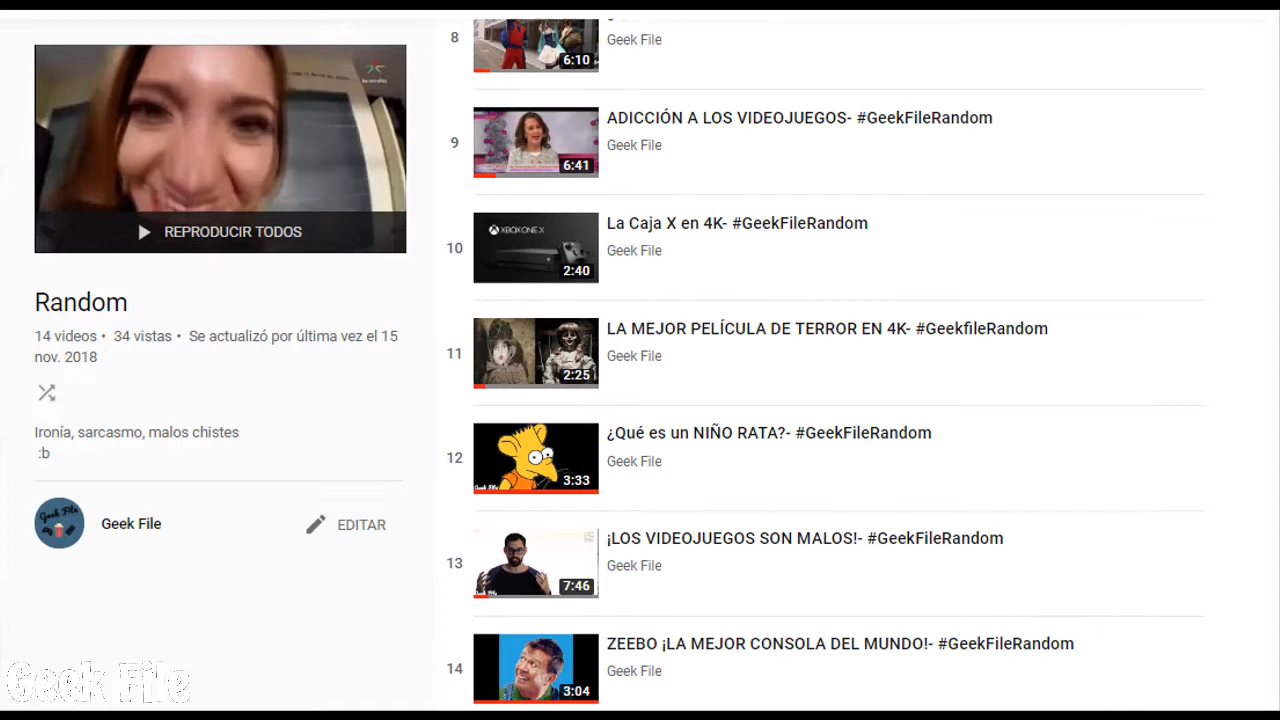 REPRODUCIR TODOS
Random
14 videos • 34 vistas • Se actualizó por última vez el 15
nov. 2018
Ironía, sarcasmo, malos chistes
:b
Geek File
EDITAR
8
6:10
Geek File
9
6:41
ADICCIÓN A LOS VIDEOJUEGOS- #GeekFileRandom
Geek File
10
XBOX ONE X
2:40
La Caja X en 4K- #GeekFileRandom
Geek File
11
2:25
LA MEJOR PELÍCULA DE TERROR EN 4K- #GeekfileRandom
Geek File
12
3:33
¿Qué es un NIÑO RATA?- #GeekFileRandom
Geek File
13
7:46
¡LOS VIDEOJUEGOS SON MALOS!- #GeekFileRandom
Geek File
14
3:04
ZEEBO ¡LA MEJOR CONSOLA DEL MUNDO!- #GeekFileRandom
Geek File
Geek File